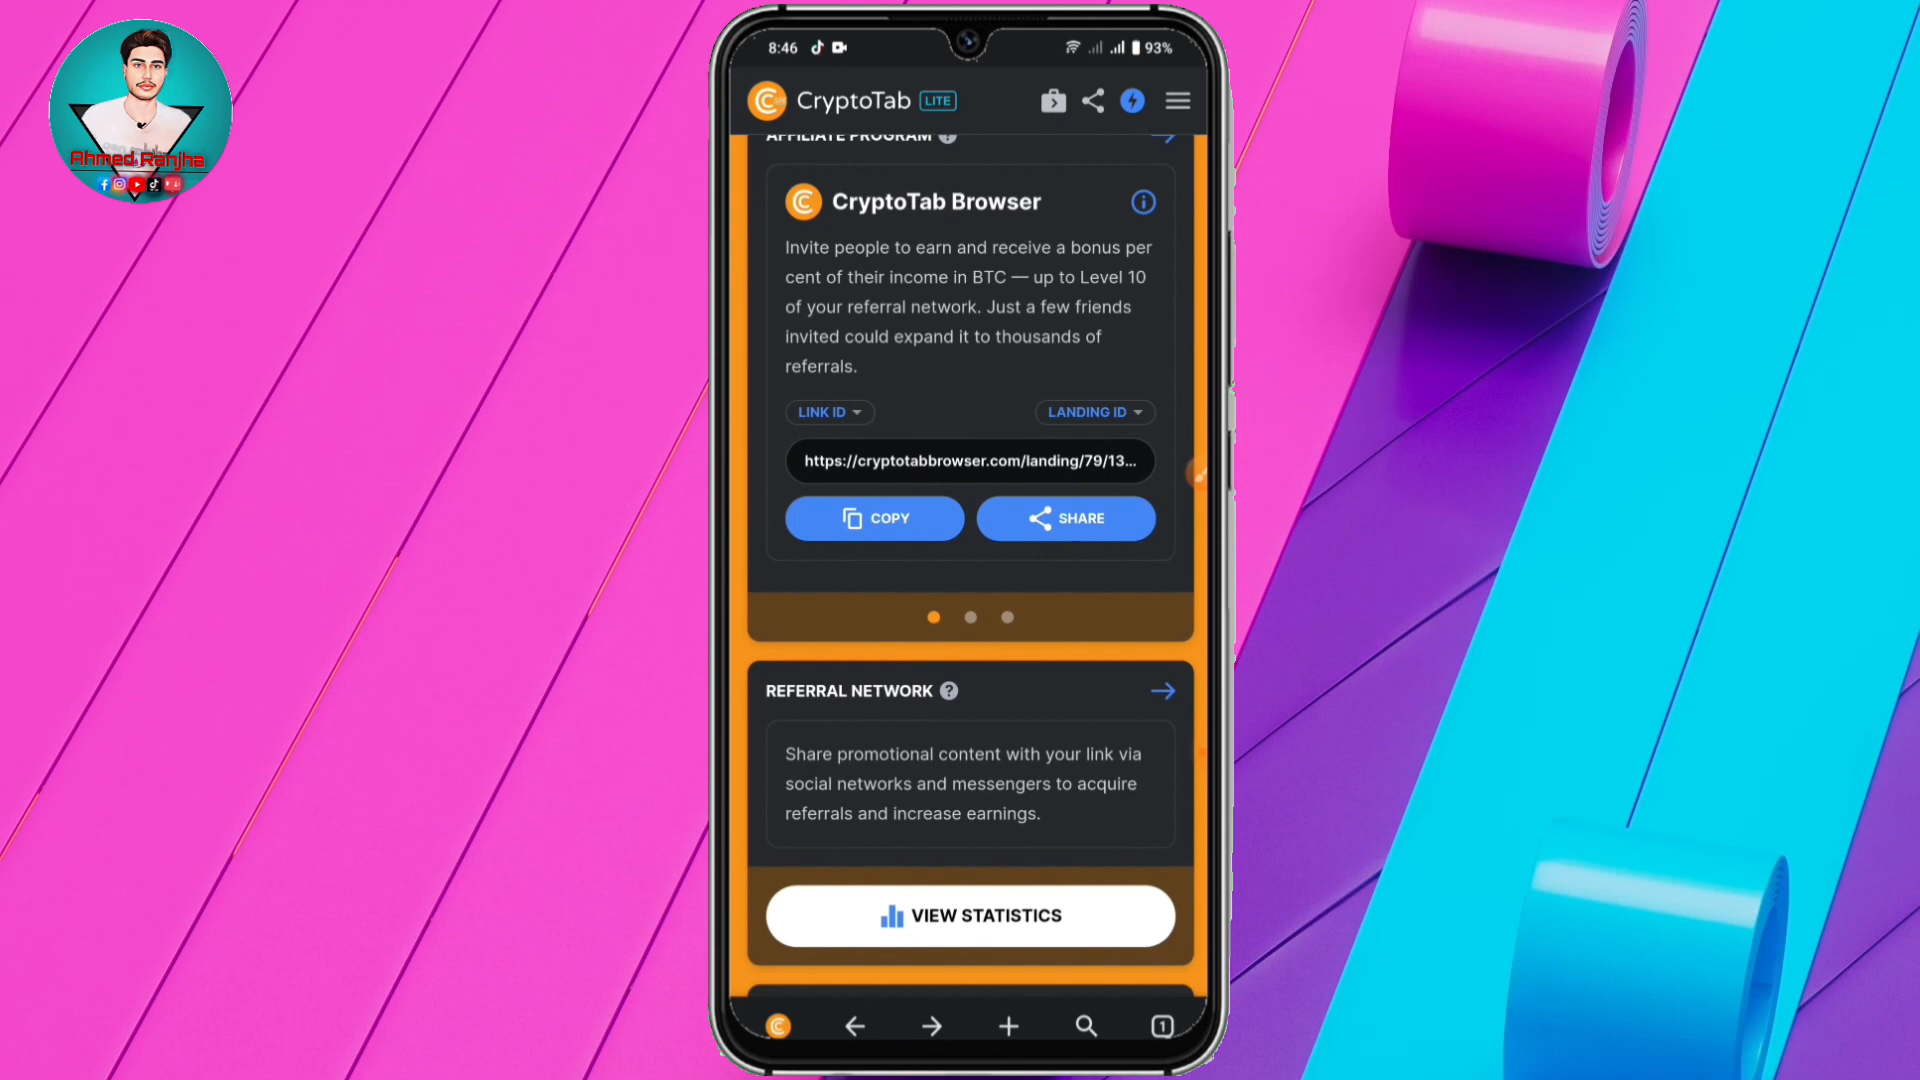 Ahmed Ranjha
8:46
93%
CryptoTab LITE
AFFILIATE PROGRAM
CryptoTab Browser
Invite people to earn and receive a bonus per
cent of their income in BTC — up to Level 10
of your referral network. Just a few friends
invited could expand it to thousands of
referrals.
LINK ID
LANDING ID
https://cryptotabbrowser.com/landing/79/13...
COPY
SHARE
REFERRAL NETWORK ?
Share promotional content with your link via
social networks and messengers to acquire
referrals and increase earnings.
VIEW STATISTICS
1